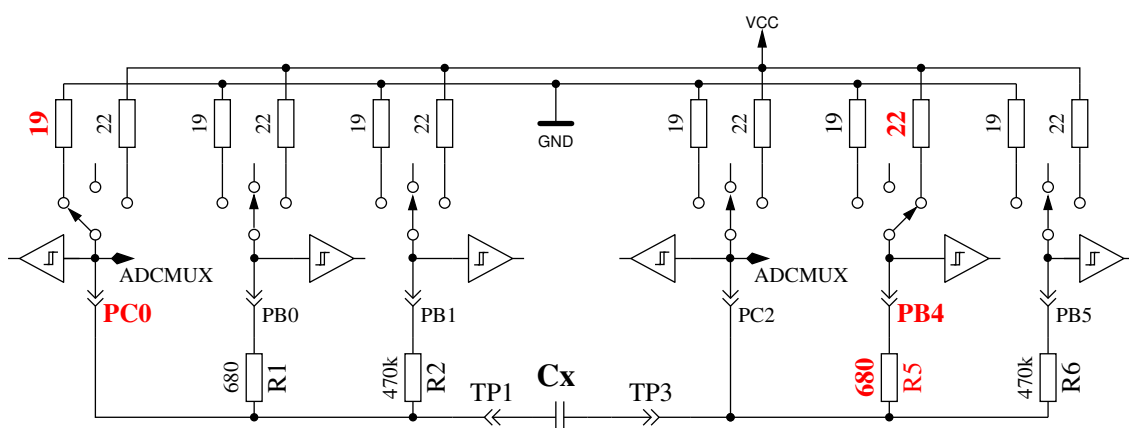 VCC
19
22
19
22
19
22
GND
19
22
19
22
19
22
ADCMUX
ADCMUX
PC0
PB0
PB1
PC2
PB4
PB5
680
R1
470k
R2
TP1
Cx
TP3
680
R5
470k
R6